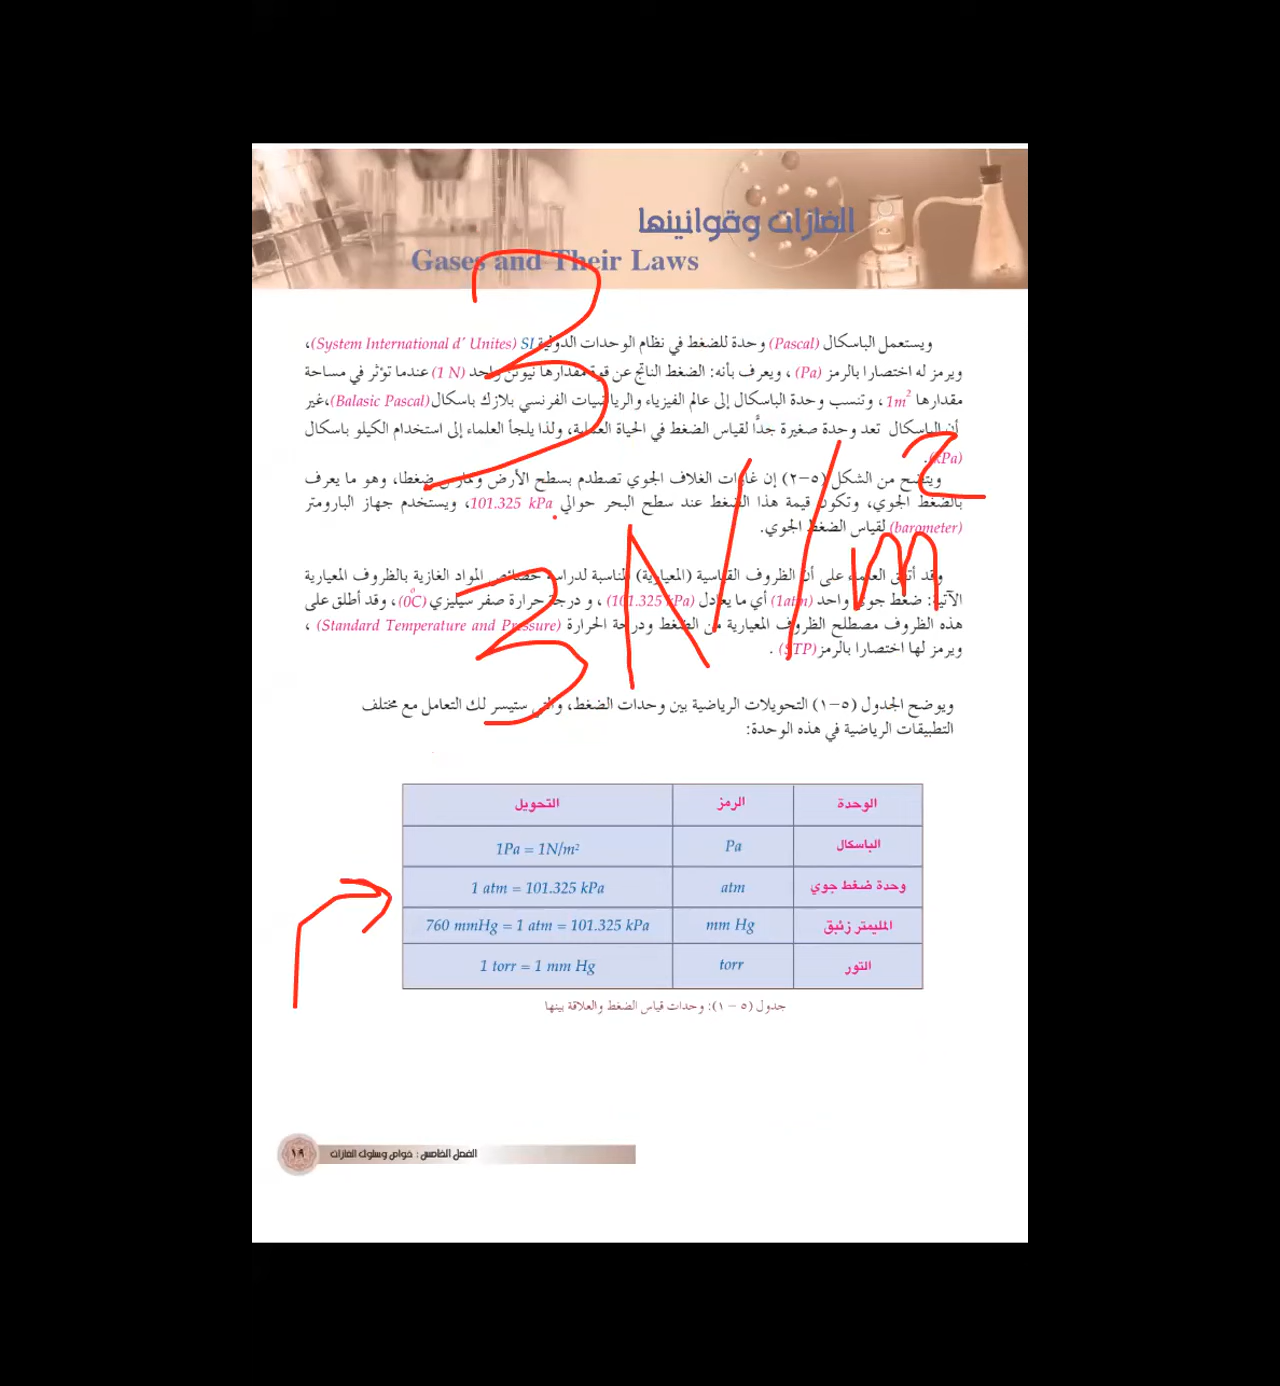 الغازات وقوانينها
Gases and Their Laws
ويستعمل الباسكال (Pascal) وحدة للضغط في نظام الوحدات الدولية SI (System International d' Unites)،
ويرمز له اختصارا بالرمز (Pa) ، ويعرف بأنه: الضغط الناتج عن قوة مقدارها نيوتن واحد (1 N) عندما تؤثر في مساحة
مقدارها 1m² ، وتنسب وحدة الباسكال إلى عالم الفيزياء والرياضيات الفرنسي بلازك باسكال (Balasic Pascal)،غير
أن الباسكال تعد وحدة صغيرة جدًّا لقياس الضغط في الحياة العملية، ولذا يلجأ العلماء إلى استخدام الكيلو باسكال
(kPa).
ويتضح من الشكل (٥-٢) إن غازات الغلاف الجوي تصطدم بسطح الأرض وتمارس ضغطا، وهو ما يعرف
بالضغط الجوي، وتكون قيمة هذا الضغط عند سطح البحر حوالي 101.325 kPa، ويستخدم جهاز البارومتر
(barometer) لقياس الضغط الجوي.
وقد أتفق العلماء على أن الظروف القياسية (المعيارية) المناسبة لدراسة خصائص المواد الغازية بالظروف المعيارية
الآتية: ضغط جوي واحد (1atm) أي ما يعادل (101.325 kPa) ، و درجة حرارة صفر سيليزي (0°C) ، وقد أطلق على
هذه الظروف مصطلح الظروف المعيارية من الضغط ودرجة الحرارة (Standard Temperature and Pressure) ،
ويرمز لها اختصارا بالرمز (STP) .
3
3 N / / m 2
ويوضح الجدول (٥-١) التحويلات الرياضية بين وحدات الضغط، والتي ستيسر لك التعامل مع مختلف
التطبيقات الرياضية في هذه الوحدة:
الوحدة الرمز التحويل
الباسكال Pa 1Pa = 1N/m²
وحدة ضغط جوي atm 1 atm = 101.325 kPa
المليمتر زئبق mm Hg 760 mmHg = 1 atm = 101.325 kPa
التور torr 1 torr = 1 mm Hg
جدول (٥ – ١): وحدات قياس الضغط والعلاقة بينها
١٩ الفصل الخامس : خواص وسلوك الغازات